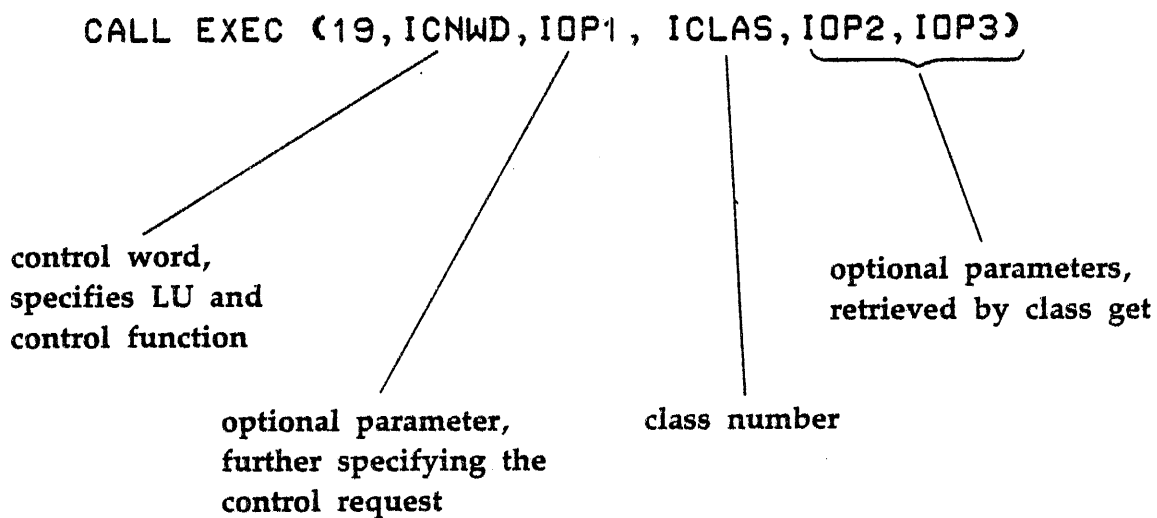 CALL EXEC (19,ICNWD,IOP1, ICLAS,IOP2,IOP3)
control word,
specifies LU and
control function
optional parameters,
retrieved by class get
optional parameter,
further specifying the
control request
class number